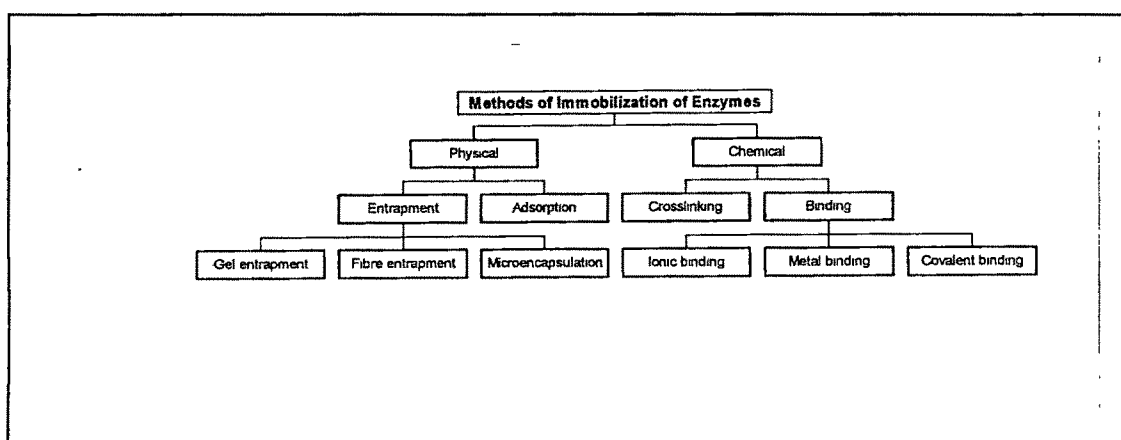 Methods of Immobilization of Enzymes
Physical
Chemical
Entrapment
Adsorption
Crosslinking
Binding
Gel entrapment
Fibre entrapment
Microencapsulation
Ionic binding
Metal binding
Covalent binding